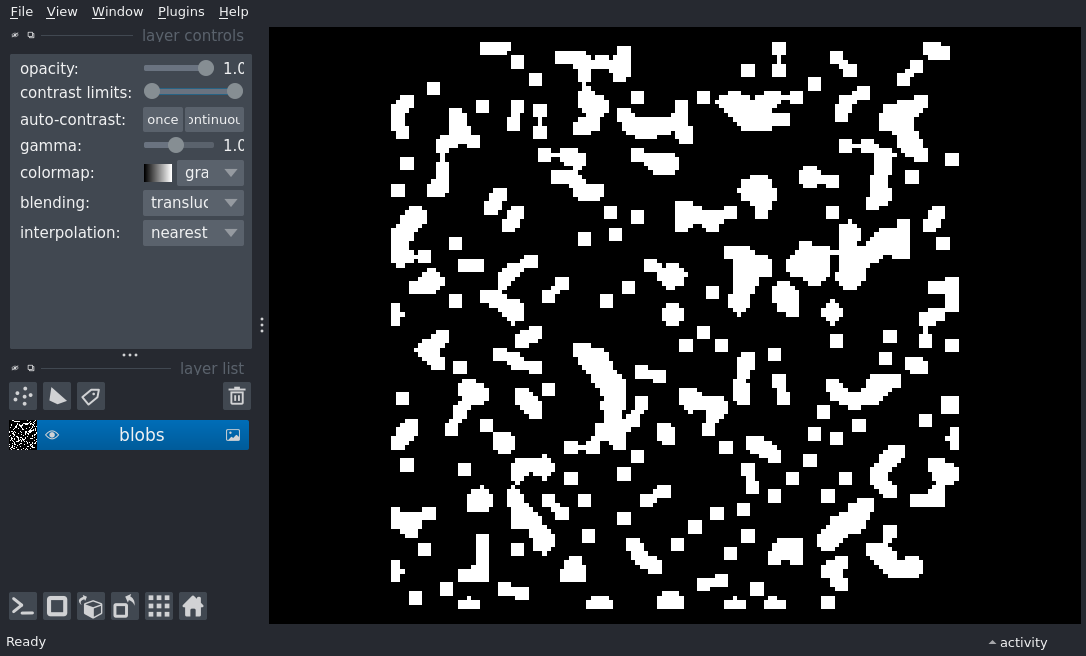 File View Window Plugins Help
layer controls
opacity: 1.0
contrast limits:
auto-contrast: once ontinuou
gamma: 1.0
colormap: gra
blending: transluc
interpolation: nearest
layer list
blobs
Ready
activity